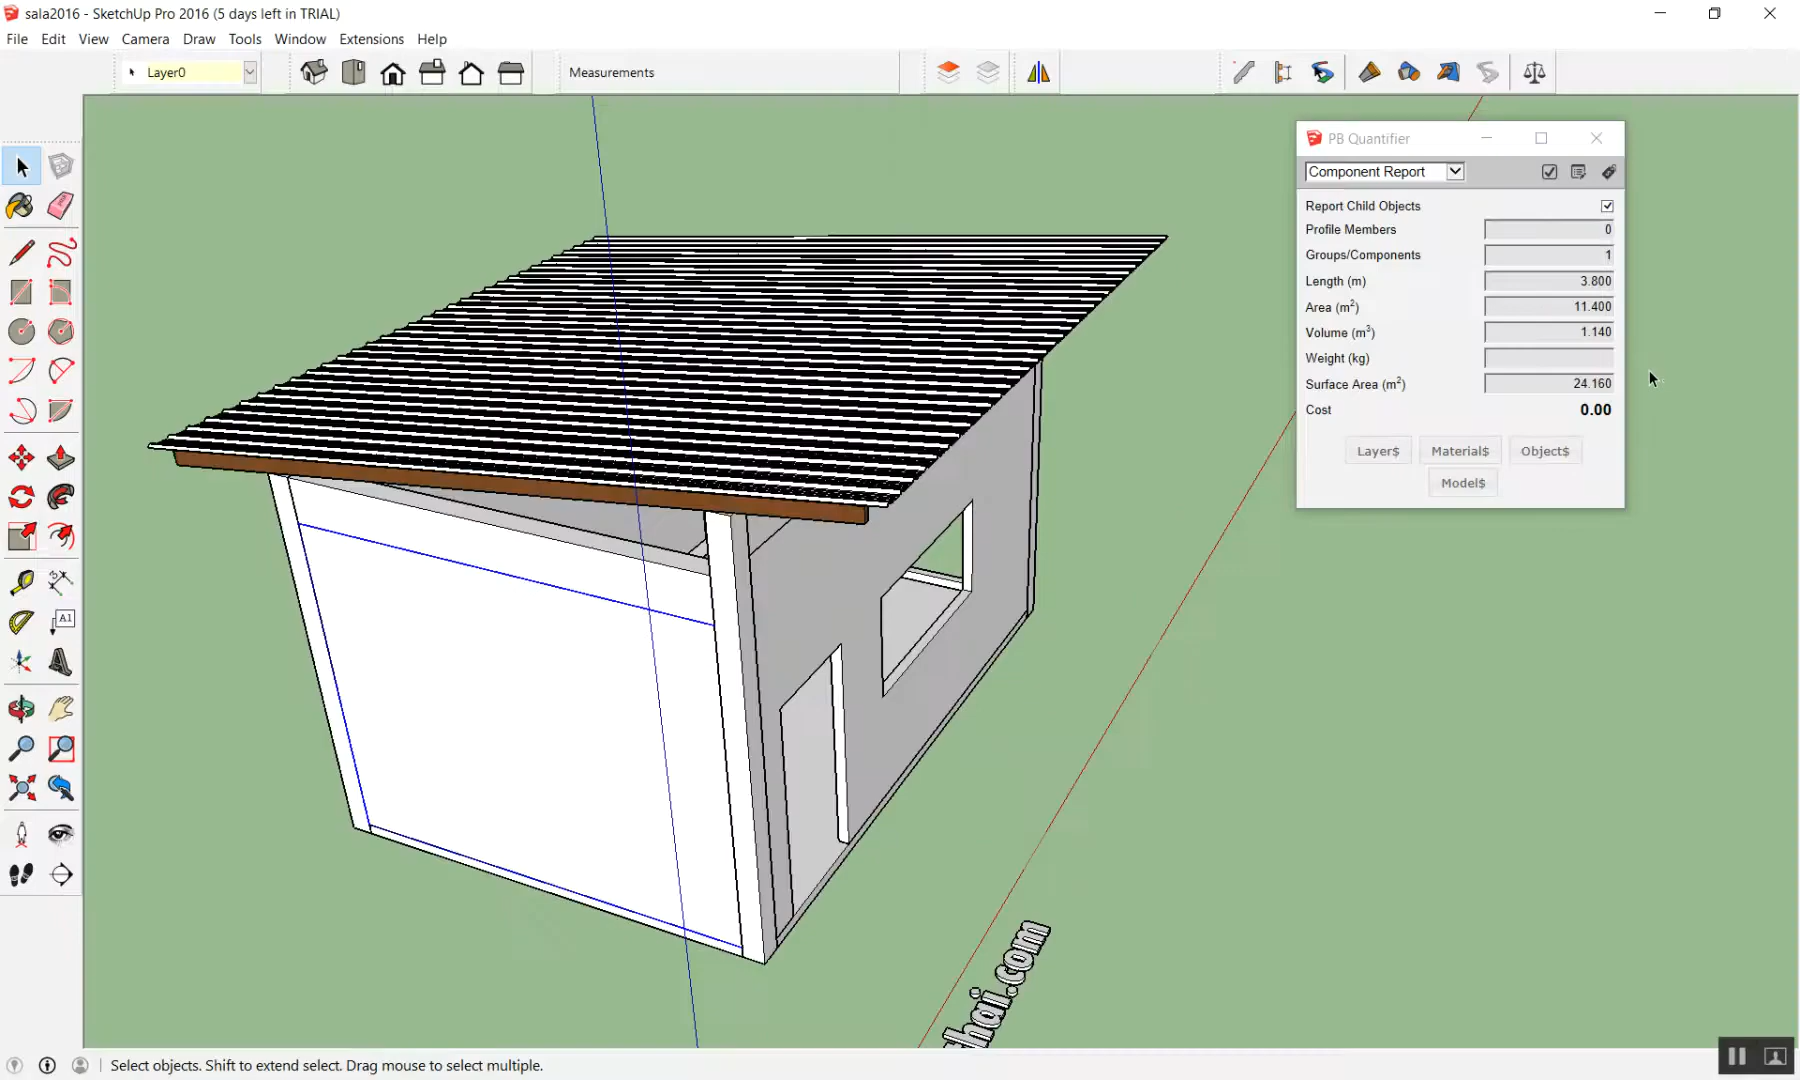 sala2016 - SketchUp Pro 2016 (5 days left in TRIAL)
File Edit View Camera Draw Tools Window Extensions Help
Layer0
Measurements
PB Quantifier
Component Report
Report Child Objects
Profile Members 0
Groups/Components 1
Length (m) 3.800
Area (m²) 11.400
Volume (m³) 1.140
Weight (kg)
Surface Area (m²) 24.160
Cost 0.00
Layer$ Material$ Object$
Model$
A1
hai.com
Select objects. Shift to extend select. Drag mouse to select multiple.